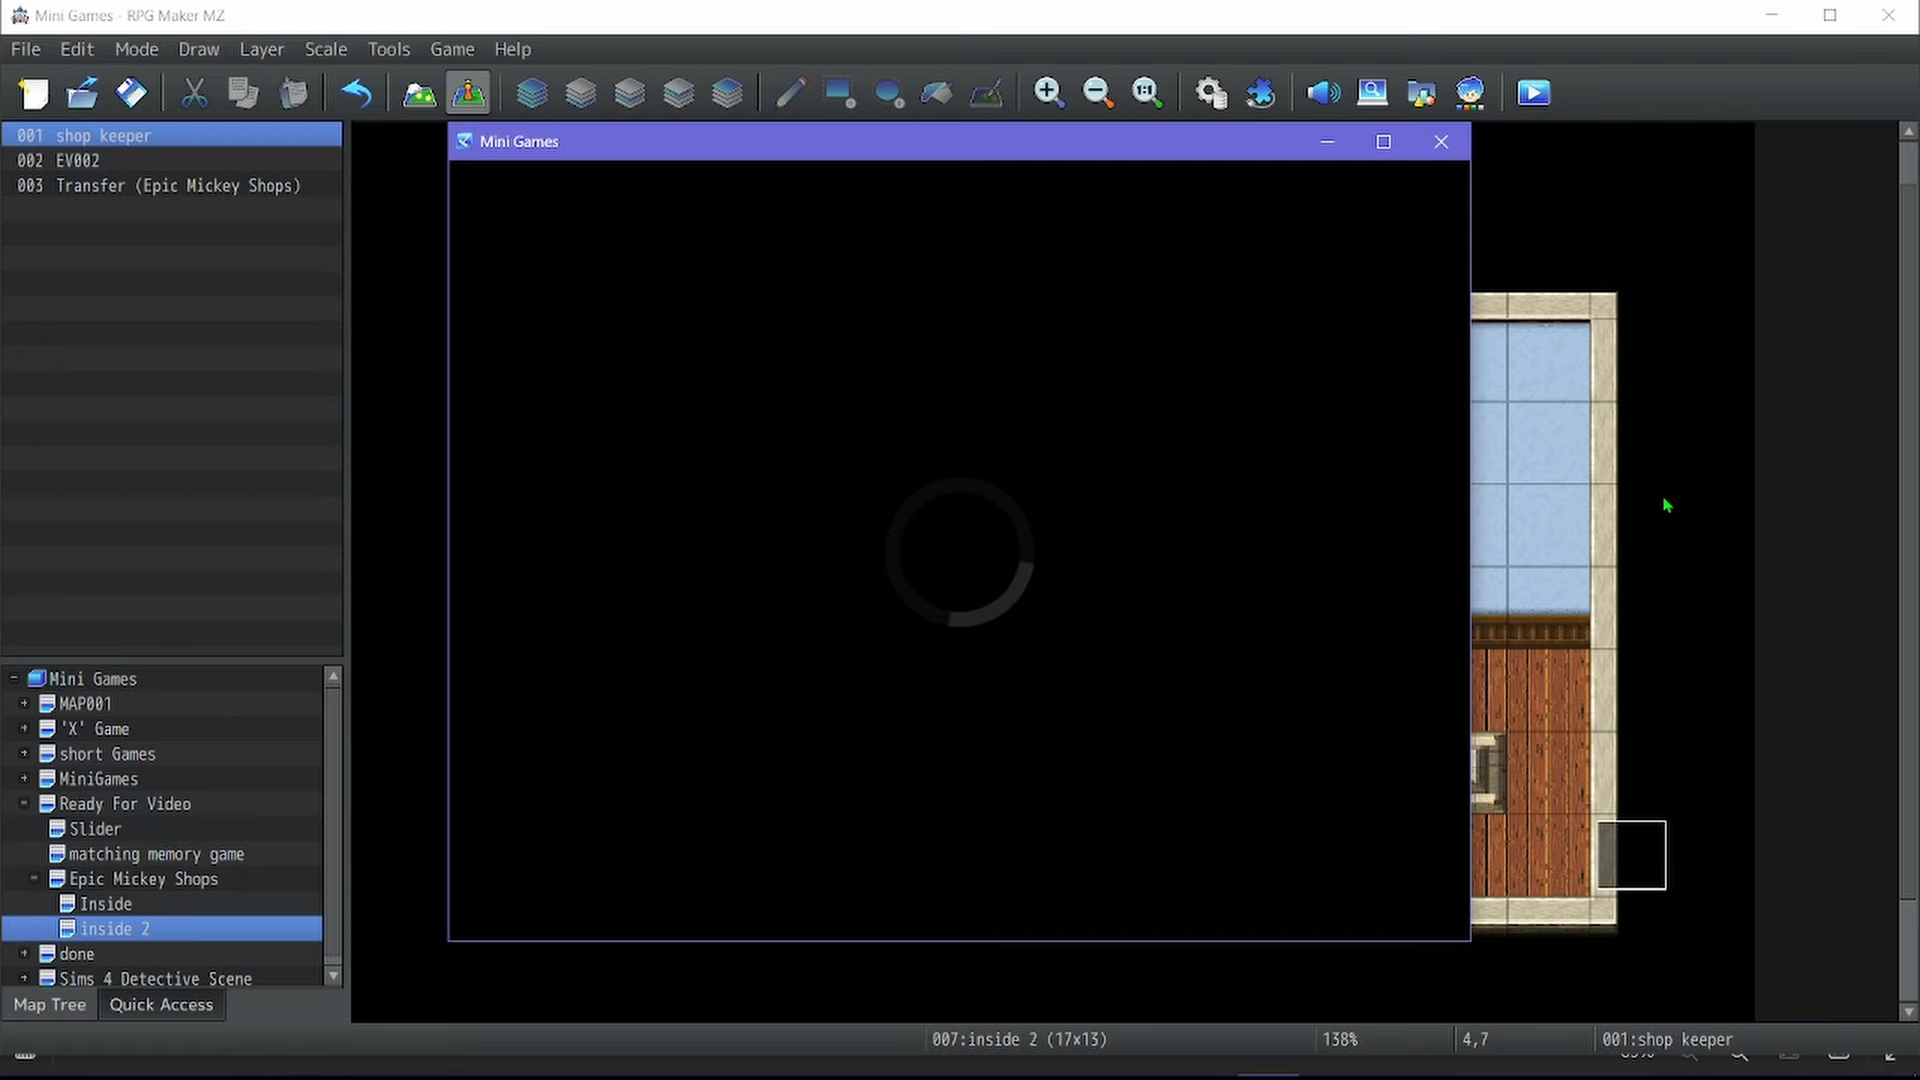 Mini Games - RPG Maker MZ
File Edit Mode Draw Layer Scale Tools Game Help
1:1
001 shop keeper
002 EV002
003 Transfer (Epic Mickey Shops)
Mini Games
Mini Games
MAP001
'X' Game
short Games
MiniGames
Ready For Video
Slider
matching memory game
Epic Mickey Shops
Inside
inside 2
done
Sims 4 Detective Scene
Map Tree Quick Access
007:inside 2 (17x13) 138% 4,7 001:shop keeper